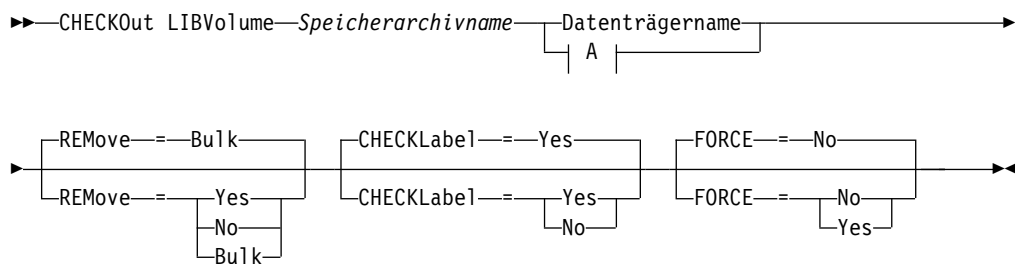 CHECKOut LIBVolume Speicherarchivname Datenträgername
A
REMove = Bulk CHECKLabel = Yes FORCE = No
REMove = Yes CHECKLabel = Yes FORCE = No
No No Yes
Bulk